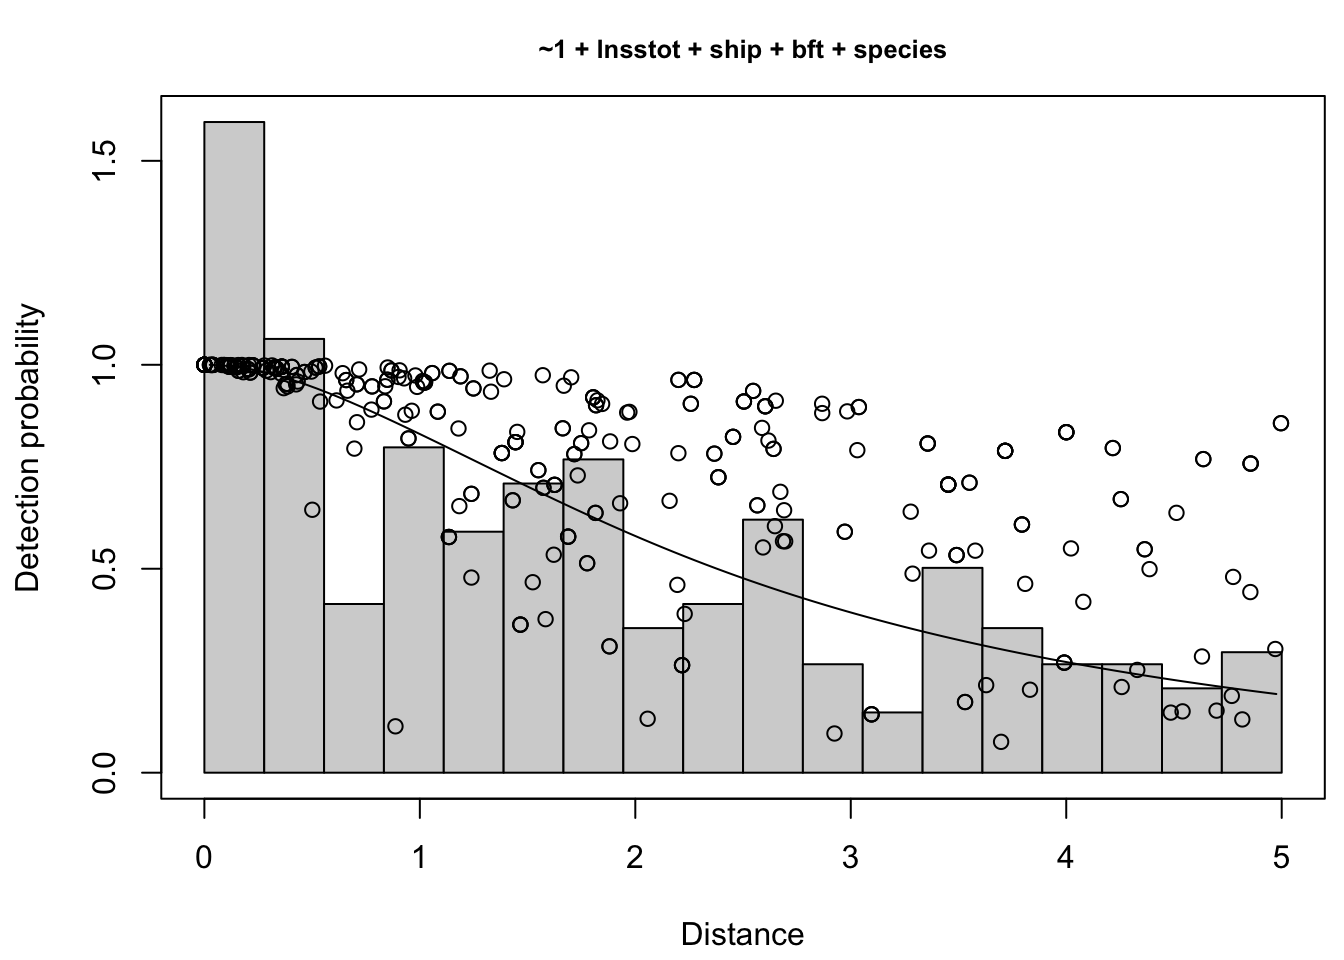 ~1 + lnsstot + ship + bft + species
Detection probability
1.5
1.0
0.5
0.0
0 1 2 3 4 5
Distance